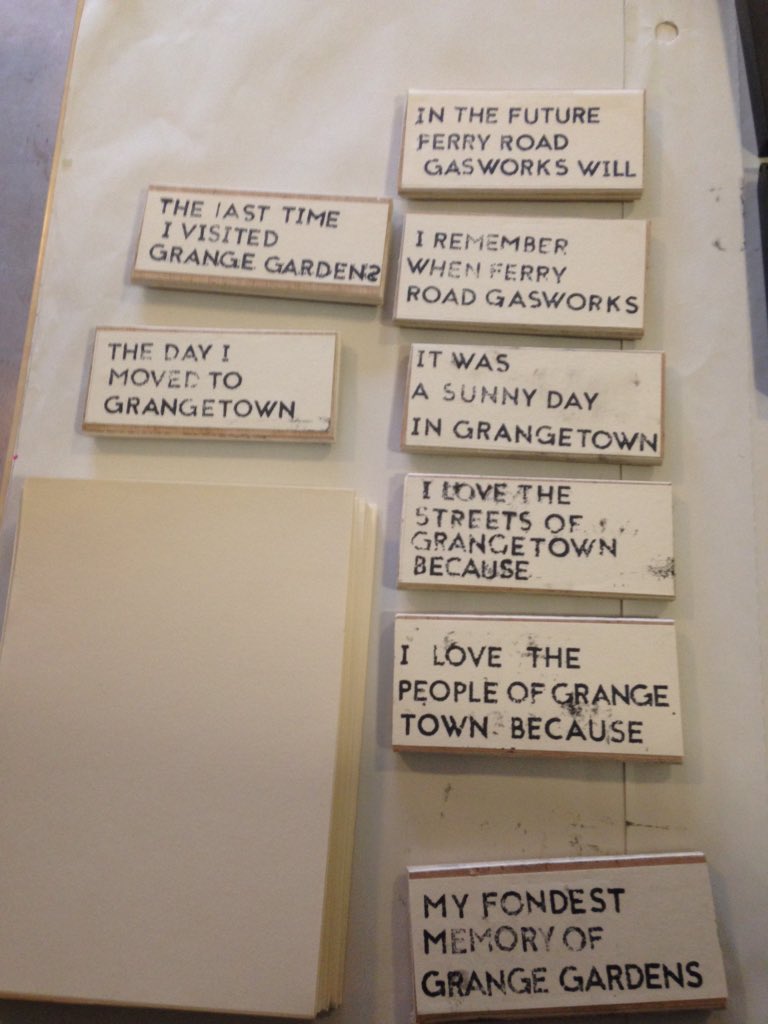 IN THE FUTURE
FERRY ROAD
GASWORKS WILL
THE LAST TIME
I VISITED
GRANGE GARDENS
I REMEMBER
WHEN FERRY
ROAD GASWORKS
THE DAY I
MOVED TO
GRANGETOWN
IT WAS
A SUNNY DAY
IN GRANGETOWN
I LOVE THE
STREETS OF
GRANGETOWN
BECAUSE
I LOVE THE
PEOPLE OF GRANGE
TOWN BECAUSE
MY FONDEST
MEMORY OF
GRANGE GARDENS